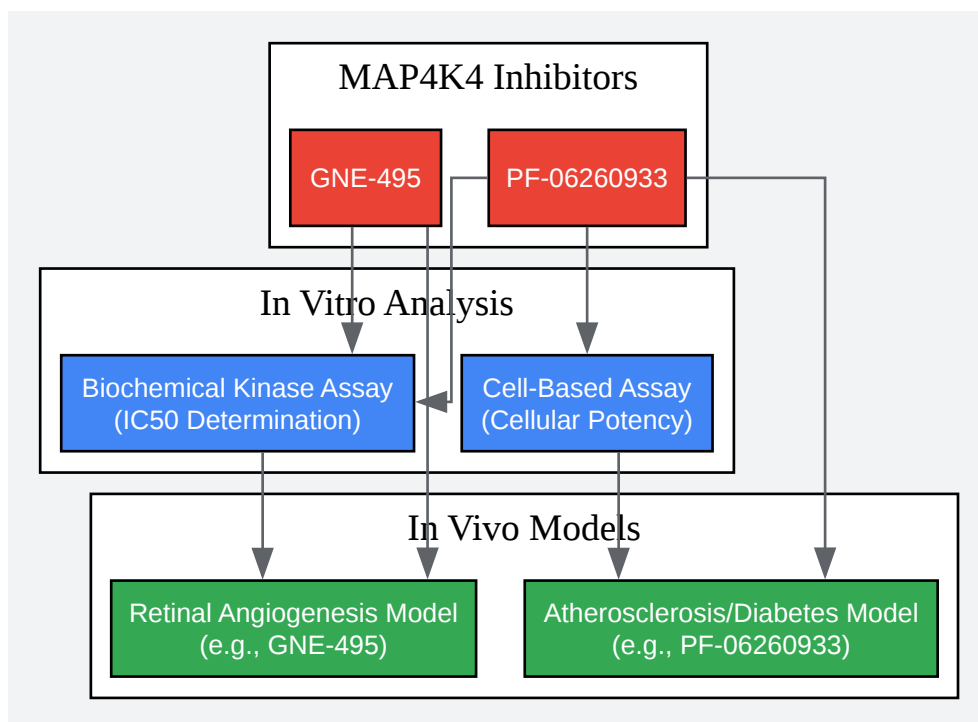 MAP4K4 Inhibitors
GNE-495
PF-06260933
In Vitro Analysis
Biochemical Kinase Assay
(IC50 Determination)
Cell-Based Assay
(Cellular Potency)
In Vivo Models
Retinal Angiogenesis Model
(e.g., GNE-495)
Atherosclerosis/Diabetes Model
(e.g., PF-06260933)